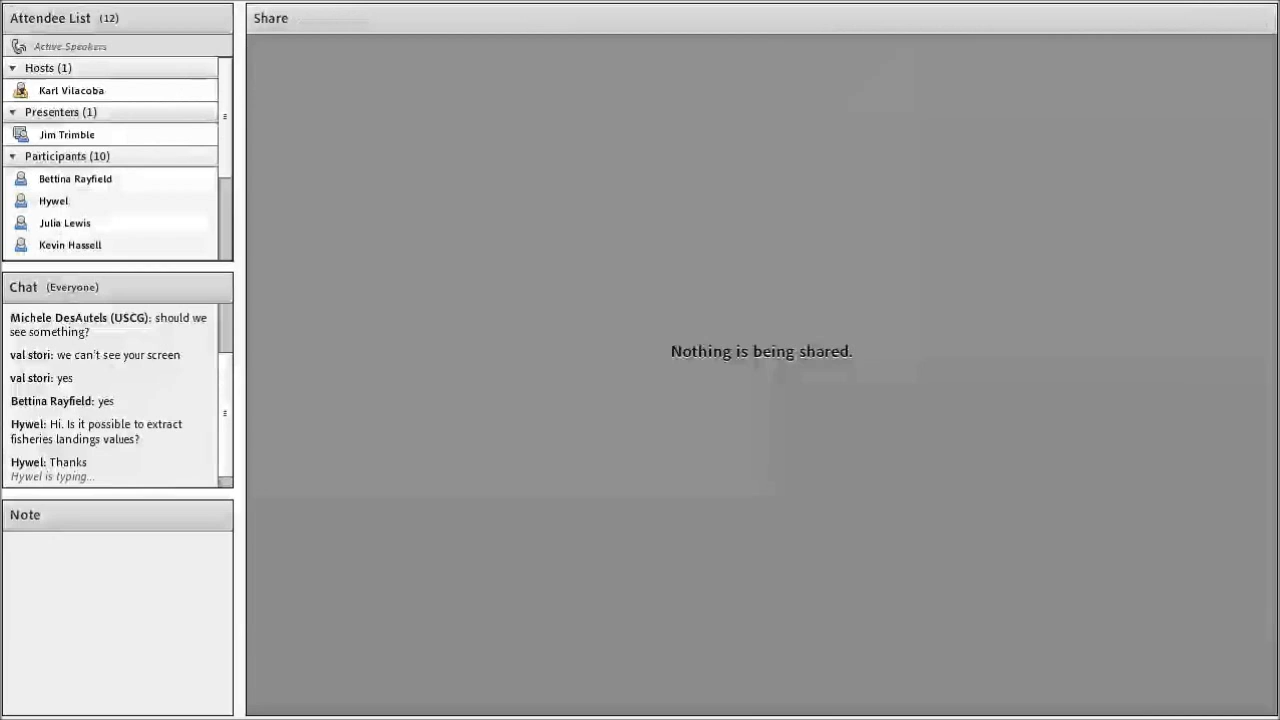 Attendee List (12)
Active Speakers
Hosts (1)
Karl Vilacoba
Presenters (1)
Jim Trimble
Participants (10)
Bettina Rayfield
Hywel
Julia Lewis
Kevin Hassell
Chat (Everyone)
Michele DesAutels (USCG): should we
see something?
val stori: we can't see your screen
val stori: yes
Bettina Rayfield: yes
Hywel: Hi. Is it possible to extract
fisheries landings values?
Hywel: Thanks
Hywel is typing...
Note
Share
Nothing is being shared.